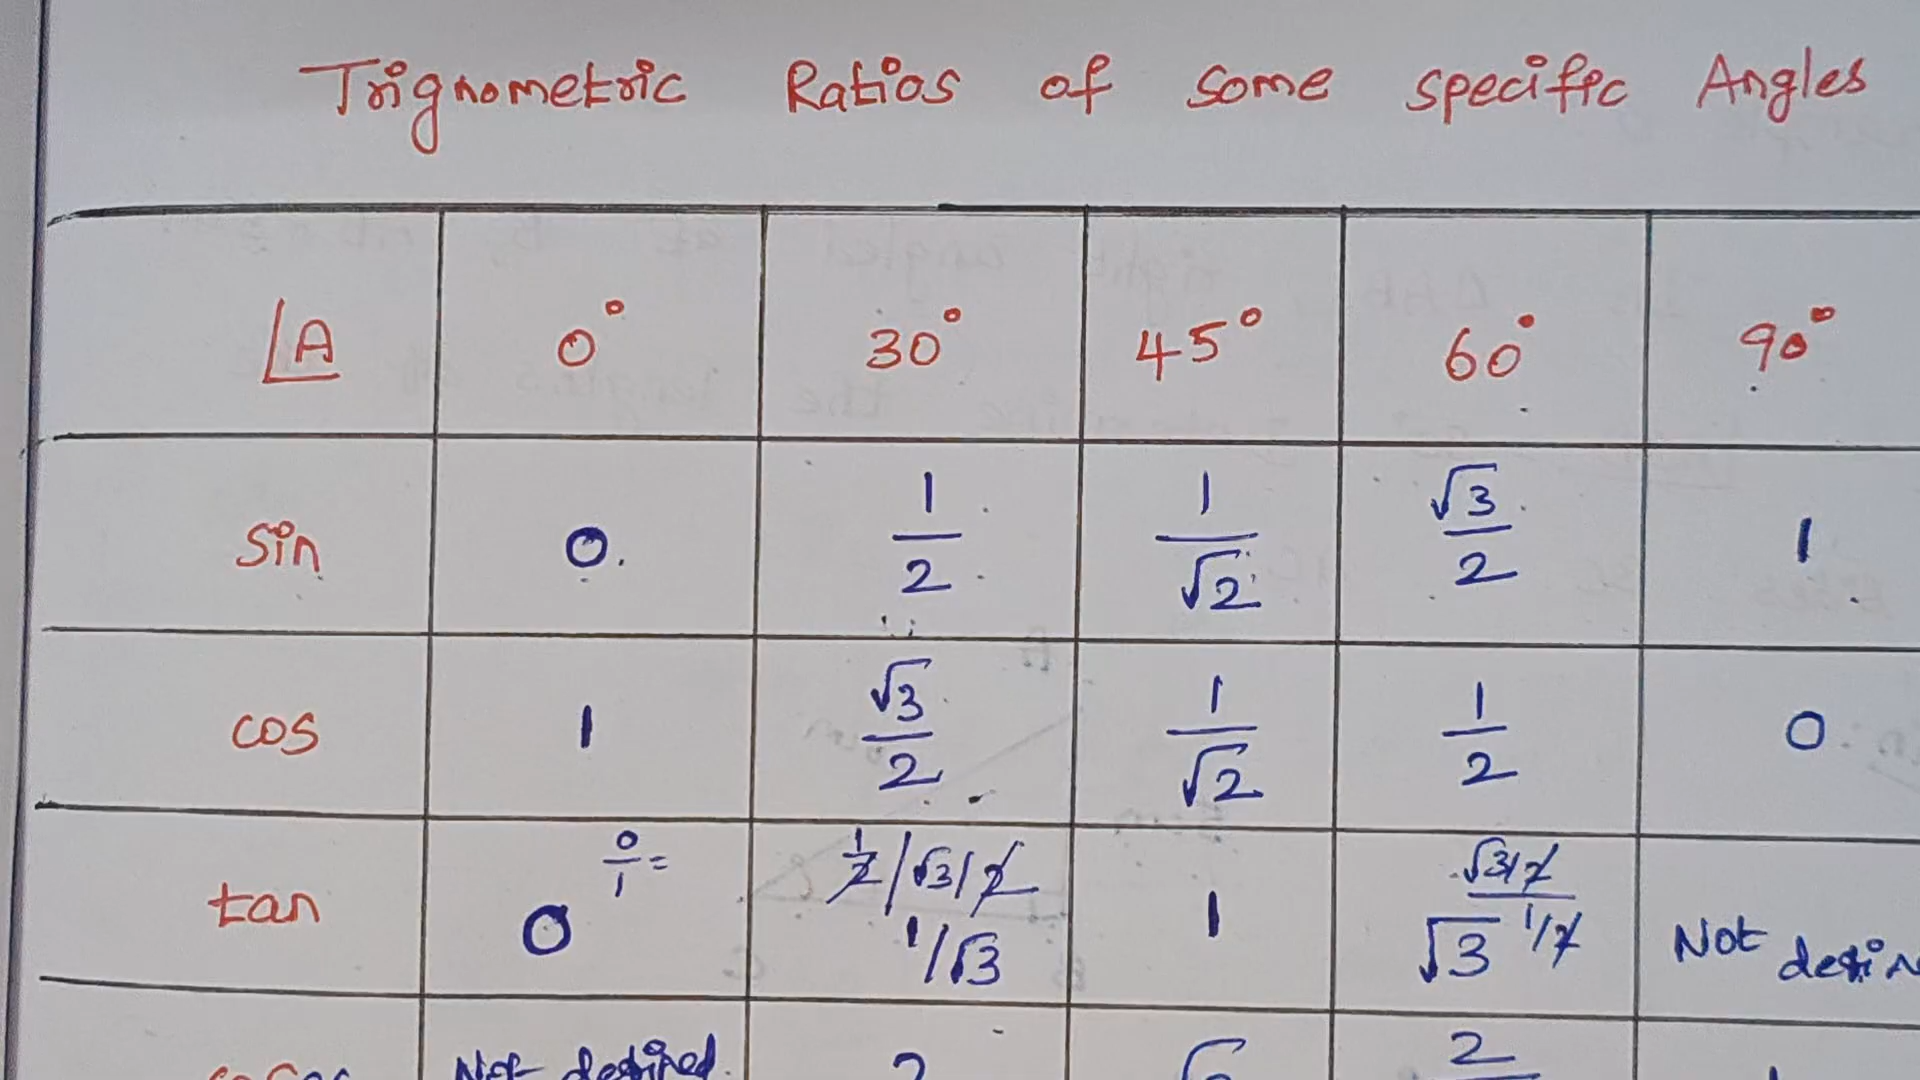 Trignometric Ratios of some specific Angles
∠A 0° 30° 45° 60° 90°
sin 0 1/2 1/√2 √3/2 1
cos 1 √3/2 1/√2 1/2 0
tan 0/1 = 0 1/2/√3/2 1/√3 1 √3/2/1/2 √3 Not
Not defined 2 2